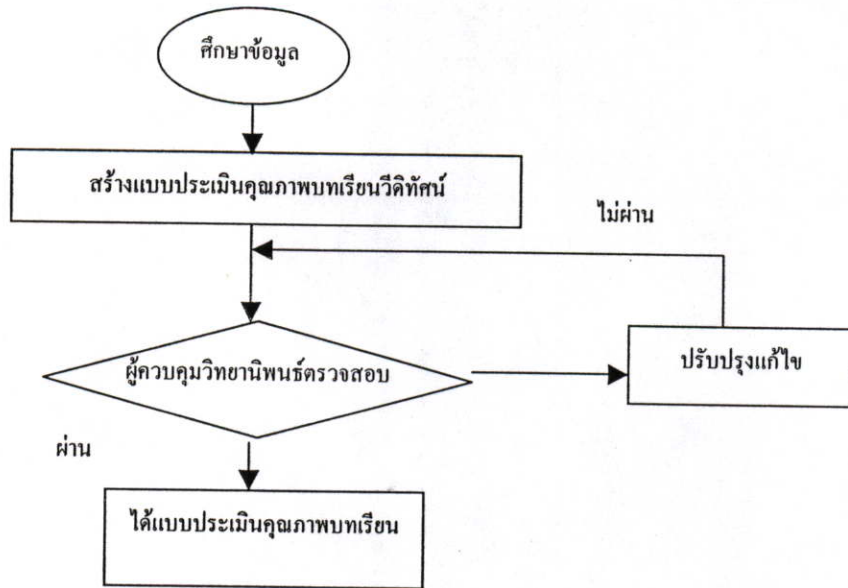 ศึกษาข้อมูล
สร้างแบบประเมินคุณภาพบทเรียนวีดิทัศน์
ไม่ผ่าน
ผู้ควบคุมวิทยานิพนธ์ตรวจสอบ
ปรับปรุงแก้ไข
ผ่าน
ได้แบบประเมินคุณภาพบทเรียน